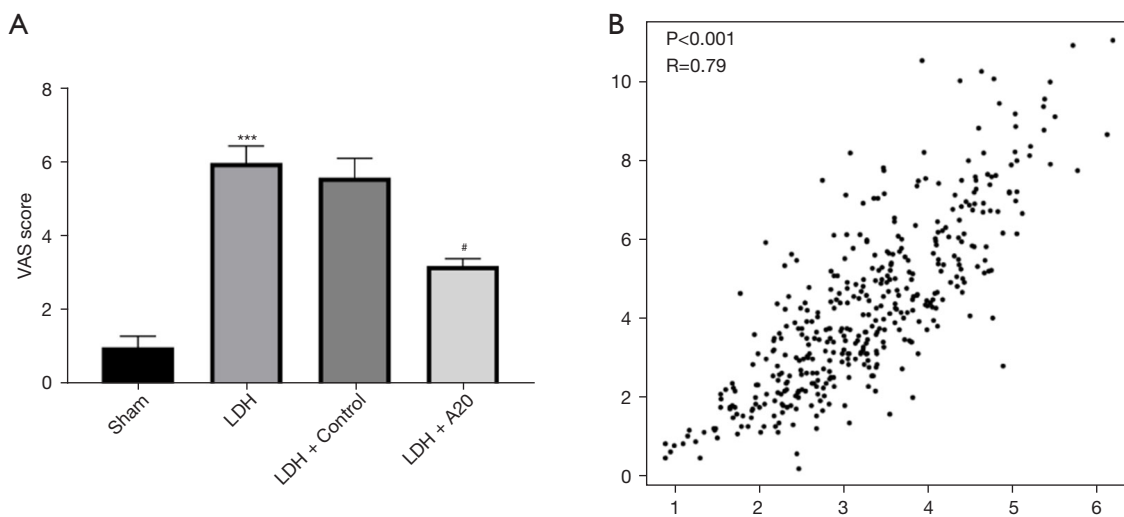 A
VAS score
8
6
4
2
0
***
#
Sham
LDH
LDH + Control
LDH + A20
B
P<0.001
R=0.79
10
8
6
4
2
0
1 2 3 4 5 6